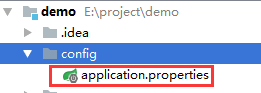 demo E:\project\demo
.idea
config
application.properties